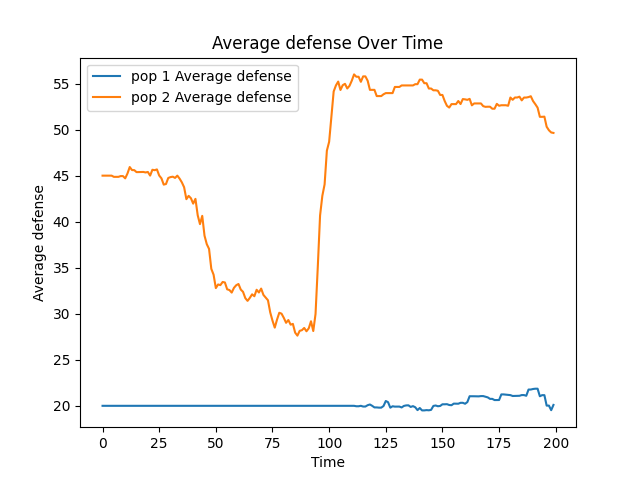 Average defense Over Time
pop 1 Average defense
pop 2 Average defense
Average defense
55
50
45
40
35
30
25
20
0 25 50 75 100 125 150 175 200
Time